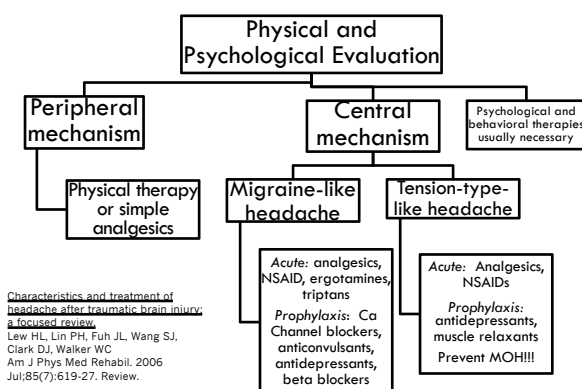 Physical and
Psychological Evaluation
Peripheral
mechanism
Central
mechanism
Psychological and
behavioral therapies
usually necessary
Physical therapy
or simple
analgesics
Migraine-like
headache
Tension-type-
like headache
Acute: analgesics,
NSAID, ergotamines,
triptans
Prophylaxis: Ca
Channel blockers,
anticonvulsants,
antidepressants,
beta blockers
Acute: Analgesics,
NSAIDs
Prophylaxis:
antidepressants,
muscle relaxants
Prevent MOH!!!
Characteristics and treatment of
headache after traumatic brain injury:
a focused review.
Lew HL, Lin PH, Fuh JL, Wang SJ,
Clark DJ, Walker WC
Am J Phys Med Rehabil. 2006
Jul;85(7):619-27. Review.